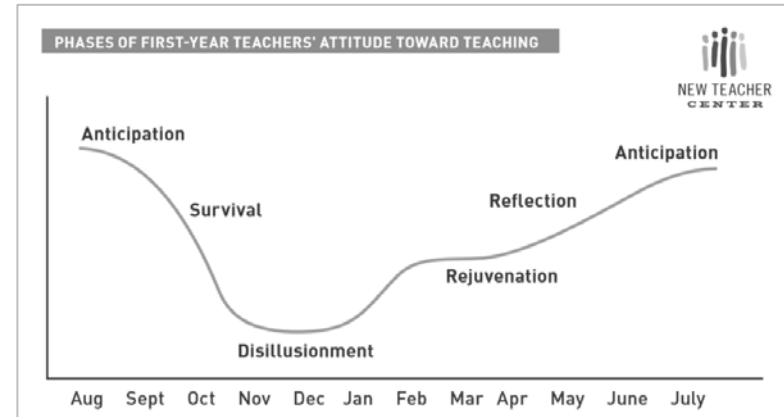 PHASES OF FIRST-YEAR TEACHERS' ATTITUDE TOWARD TEACHING
NEW TEACHER
CENTER
Anticipation
Anticipation
Survival
Reflection
Rejuvenation
Disillusionment
Aug Sept Oct Nov Dec Jan Feb Mar Apr May June July